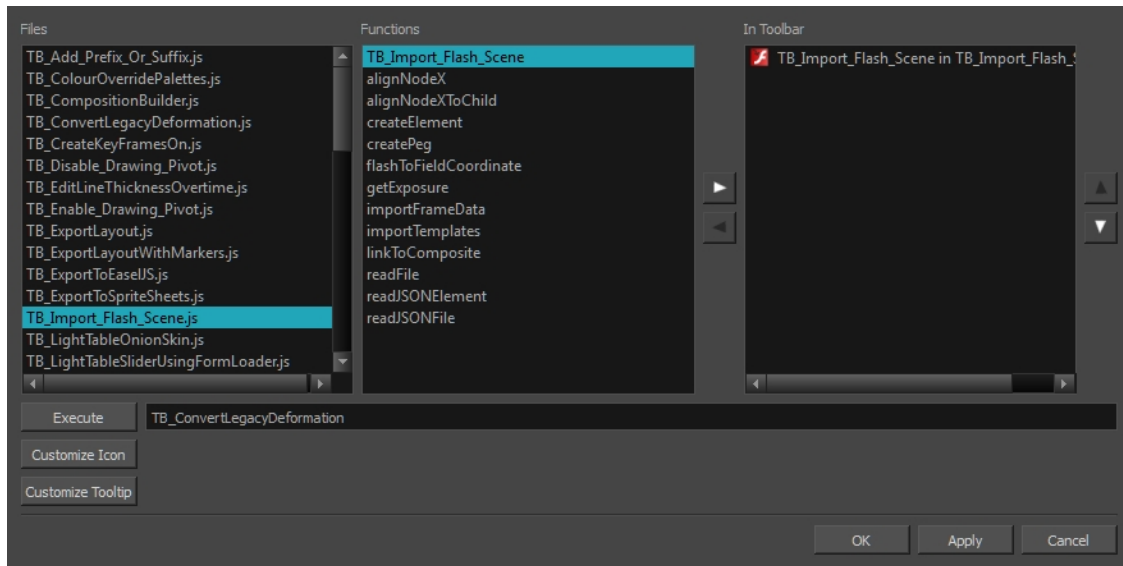 Files
TB_Add_Prefix_Or_Suffix.js
TB_ColourOverridePalettes.js
TB_CompositionBuilder.js
TB_ConvertLegacyDeformation.js
TB_CreateKeyFramesOn.js
TB_Disable_Drawing_Pivot.js
TB_EditLineThicknessOvertime.js
TB_Enable_Drawing_Pivot.js
TB_ExportLayout.js
TB_ExportLayoutWithMarkers.js
TB_ExportToEaselJS.js
TB_ExportToSpriteSheets.js
TB_Import_Flash_Scene.js
TB_LightTableOnionSkin.js
TB_LightTableSliderUsingFormLoader.js
Functions
TB_Import_Flash_Scene
alignNodeX
alignNodeXToChild
createElement
createPeg
flashToFieldCoordinate
getExposure
importFrameData
importTemplates
linkToComposite
readFile
readJSONElement
readJSONFile
In Toolbar
TB_Import_Flash_Scene in TB_Import_Flash_
Execute
TB_ConvertLegacyDeformation
Customize Icon
Customize Tooltip
OK
Apply
Cancel